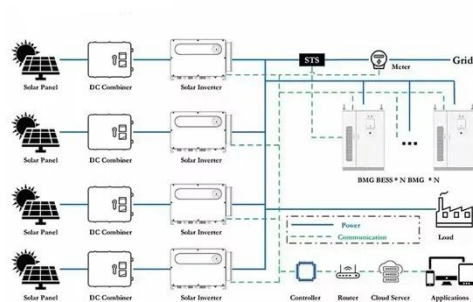 STS
Meter
Grid
Solar Panel
DC Combiner
Solar Inverter
Solar Panel
DC Combiner
Solar Inverter
BMG BESS * N BMG * N
Solar Panel
DC Combiner
Solar Inverter
Power
Communication
Load
Solar Panel
DC Combiner
Solar Inverter
Controller
Router
Cloud Server
Applications